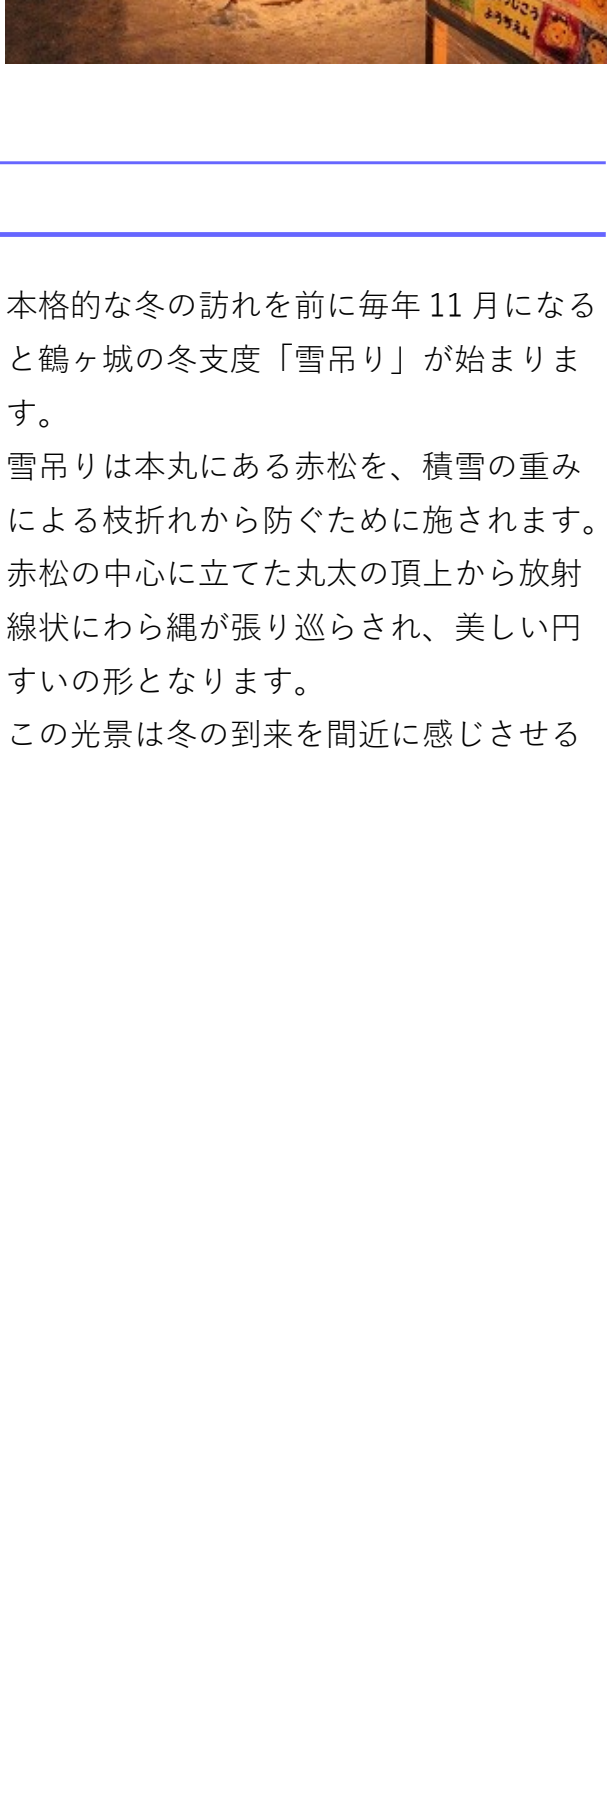 ようちえん
本格的な冬の訪れを前に毎年 11 月になる
と鶴ヶ城の冬支度「雪吊り」が始まりま
す。
雪吊りは本丸にある赤松を、積雪の重み
による枝折れから防ぐために施されます。
赤松の中心に立てた丸太の頂上から放射
線状にわら縄が張り巡らされ、美しい円
すいの形となります。
この光景は冬の到来を間近に感じさせる